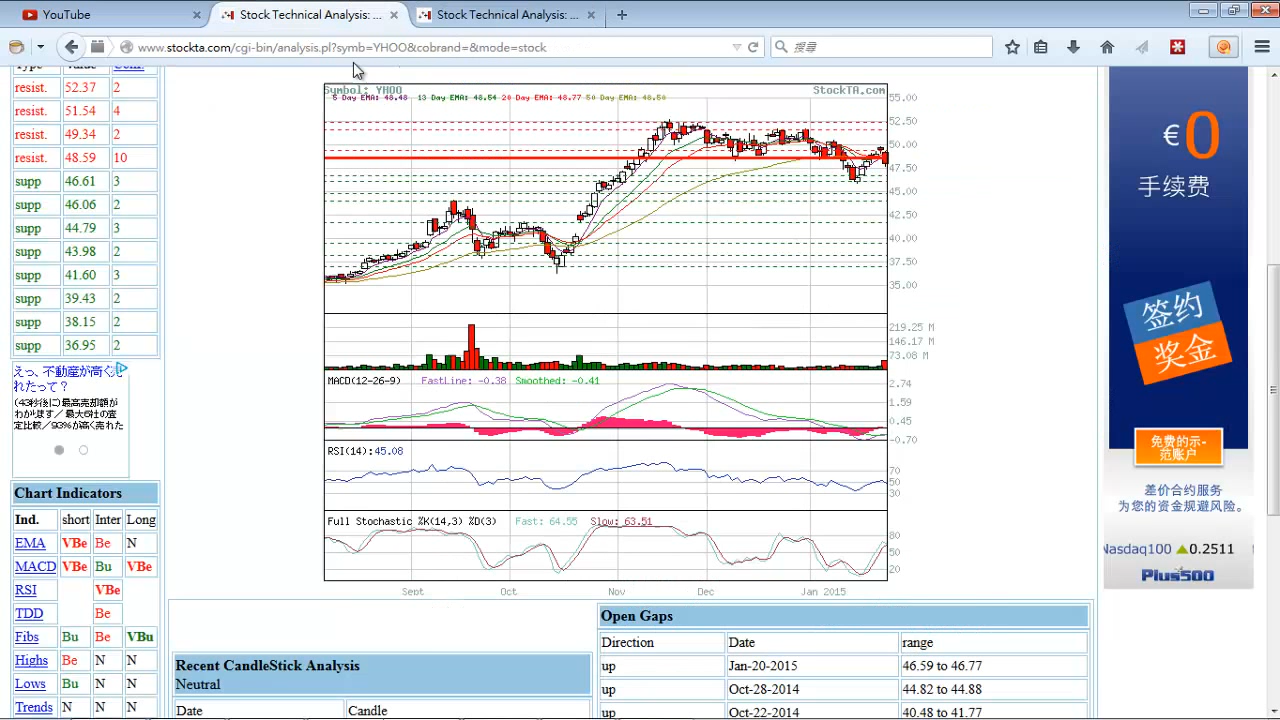 YouTube
Stock Technical Analysis: ...
Stock Technical Analysis: ...
www.stockta.com/cgi-bin/analysis.pl?symb=YHOO&cobrand=&mode=stock
搜尋
Type Value Conf.
resist. 52.37 2
resist. 51.54 4
resist. 49.34 2
resist. 48.59 10
supp 46.61 3
supp 46.06 2
supp 44.79 3
supp 43.98 2
supp 41.60 3
supp 39.43 2
supp 38.15 2
supp 36.95 2
えっ、不動産が高く売
れたって？
Chart Indicators
Ind. short Inter Long
EMA VBe Be N
MACD VBe Bu VBe
RSI VBe
TDD Be
Fibs Bu Be VBu
Highs Be N N
Lows Bu N N
Trends N N N
Symbol: YHOO
StockTA.com
5 Day EMA: 48.48 13 Day EMA: 48.54 20 Day EMA: 48.77 50 Day EMA: 48.50
55.00
52.50
50.00
47.50
45.00
42.50
40.00
37.50
35.00
219.25 M
146.17 M
73.08 M
MACD(12-26-9) FastLine: -0.38 Smoothed: -0.41
2.74
1.59
0.45
-0.70
RSI(14):45.08
70
50
30
Full Stochastic %K(14,3) %D(3) Fast: 64.55 Slow: 63.51
80
50
20
Sept Oct Nov Dec Jan 2015
Recent CandleStick Analysis
Neutral
Date Candle
Open Gaps
Direction Date range
up Jan-20-2015 46.59 to 46.77
up Oct-28-2014 44.82 to 44.88
up Oct-22-2014 40.48 to 41.77
€0
手续费
签约
奖金
免费的示-
范账户
差价合约服务
为您的资金规避风险。
Nasdaq100 ▲0.2511
Plus500